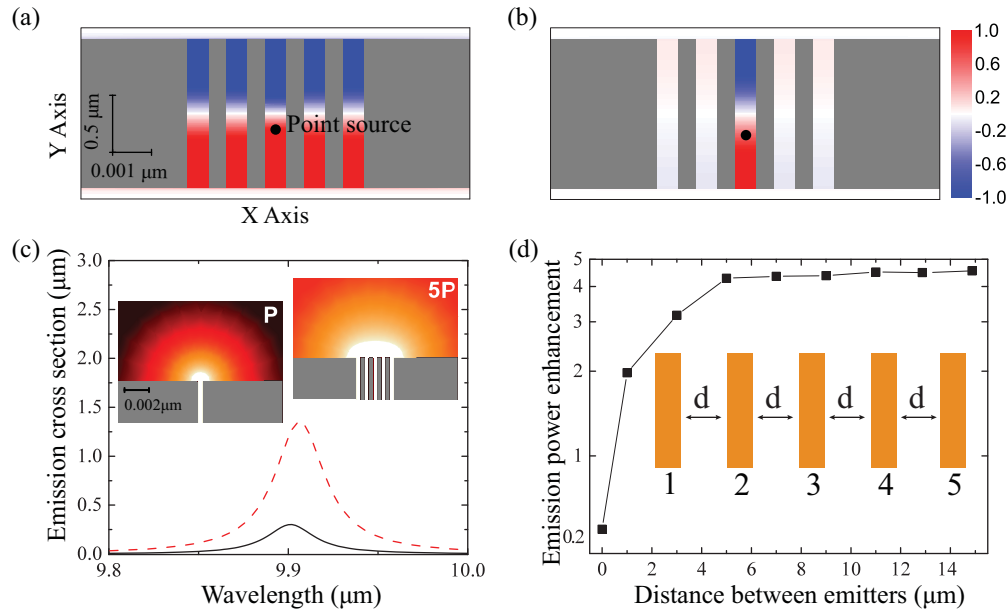 (a)
(b)
Y Axis
0.5 μm
0.001 μm
Point source
X Axis
1.0
0.6
0.2
-0.2
-0.6
-1.0
(c)
Emission cross section (μm)
3.0
2.5
2.0
1.5
1.0
0.5
0.0
P
0.002μm
5P
9.8
9.9
10.0
Wavelength (μm)
(d)
Emission power enhancement
5
4
2
1
0.2
d
d
d
d
1
2
3
4
5
0
2
4
6
8
10
12
14
Distance between emitters (μm)